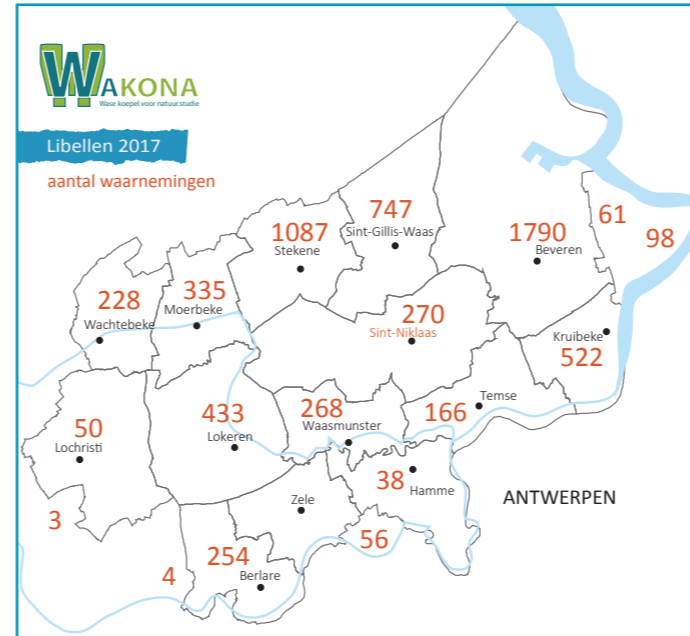 WAKONA
Wase koepel voor natuur.studie
Libellen 2017
aantal waarnemingen
747
Sint-Gillis-Waas
1087
Stekene
1790
Beveren
61
98
228
Wachtebeke
335
Moerbeke
270
Sint-Niklaas
Kruibeke
522
50
Lochristi
433
Lokeren
268
Waasmunster
166
Temse
38
Hamme
ANTWERPEN
Zele
3
56
4
254
Berlare